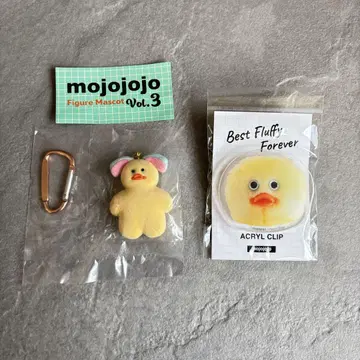 mojojojo
Figure Mascot Vol.3
Best Fluffy
Forever
ACRYL CLIP